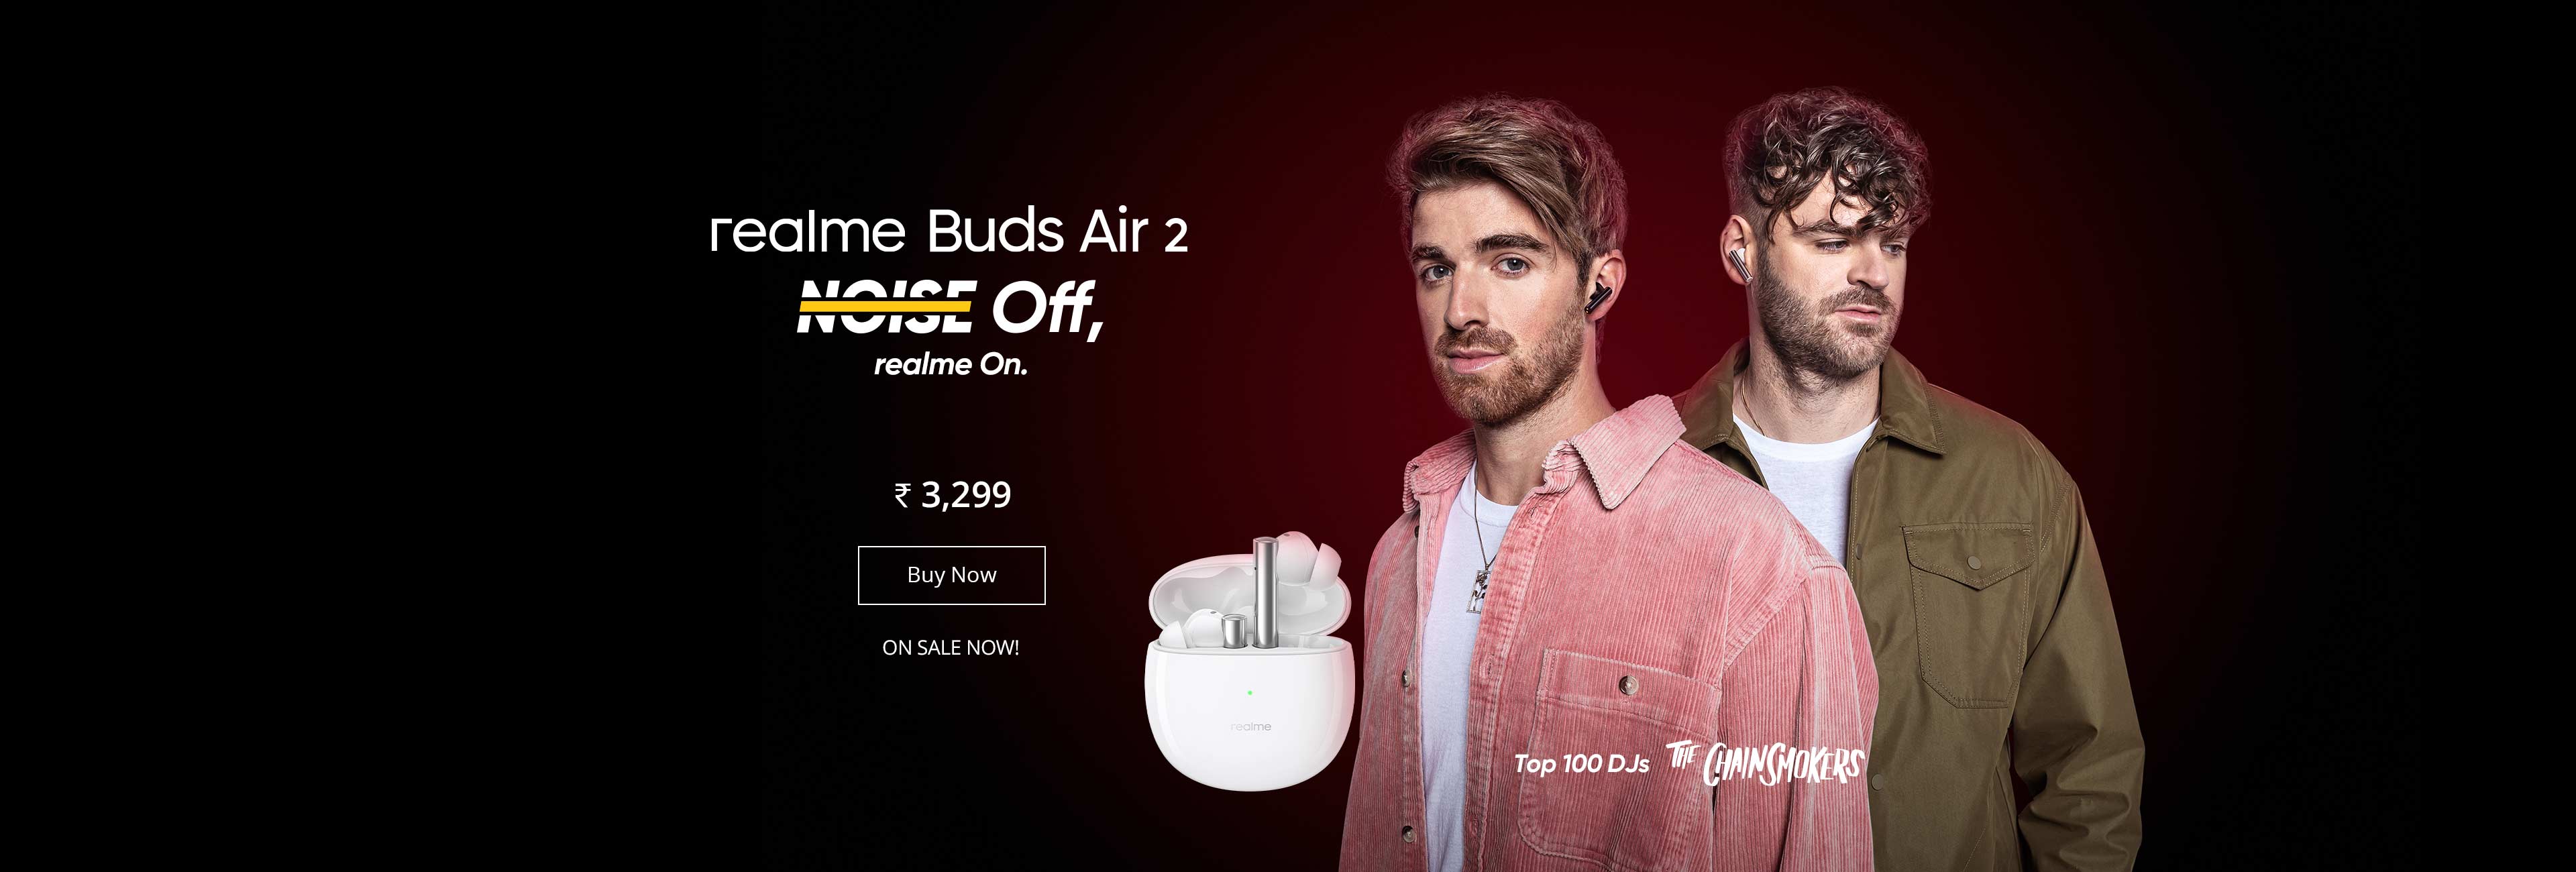 realme Buds Air 2
NOISE Off,
realme On.
₹ 3,299
Buy Now
ON SALE NOW!
realme
Top 100 DJs THE CHAINSMOKERS